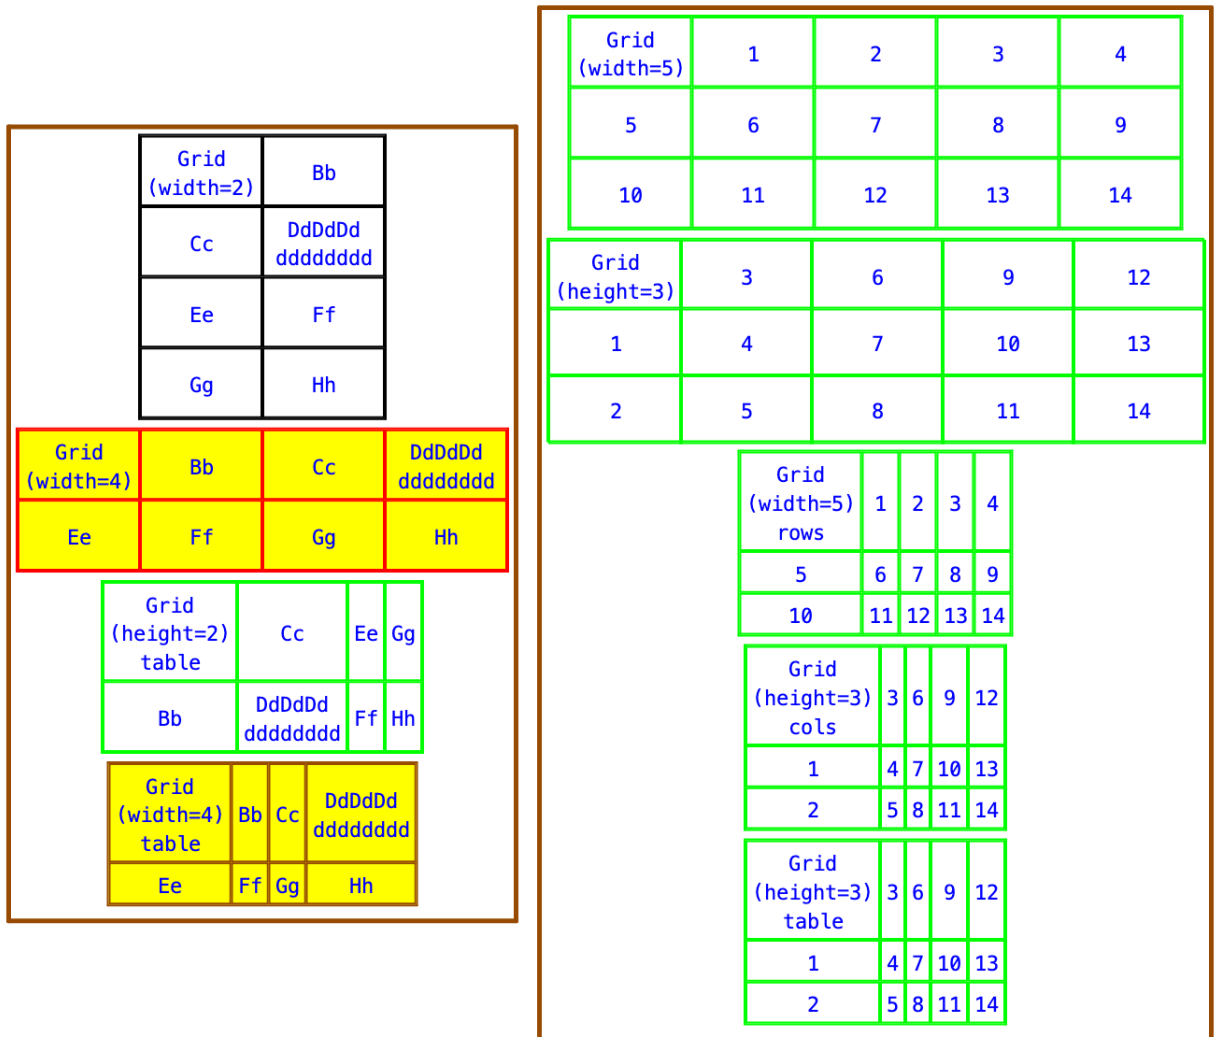 Grid
(width=2)
Bb
Cc
DdDdDd
dddddddd
Ee
Ff
Gg
Hh
Grid
(width=4)
Bb
Cc
DdDdDd
dddddddd
Ee
Ff
Gg
Hh
Grid
(height=2)
table
Cc
Ee
Gg
Bb
DdDdDd
dddddddd
Ff
Hh
Grid
(width=4)
table
Bb
Cc
DdDdDd
dddddddd
Ee
Ff
Gg
Hh
Grid
(width=5)
1
2
3
4
5
6
7
8
9
10
11
12
13
14
Grid
(height=3)
3
6
9
12
1
4
7
10
13
2
5
8
11
14
Grid
(width=5)
rows
1
2
3
4
5
6
7
8
9
10
11
12
13
14
Grid
(height=3)
cols
3
6
9
12
1
4
7
10
13
2
5
8
11
14
Grid
(height=3)
table
3
6
9
12
1
4
7
10
13
2
5
8
11
14